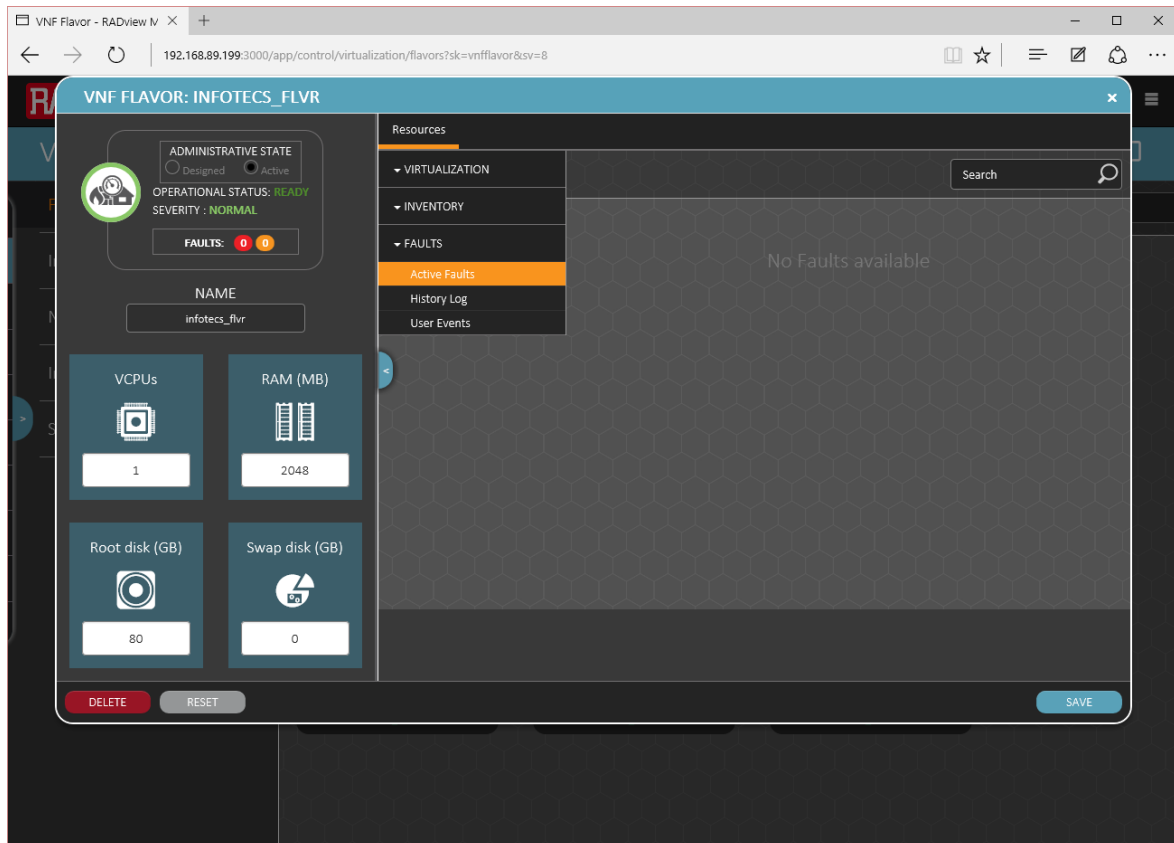 VNF Flavor - RADview M
192.168.89.199:3000/app/control/virtualization/flavors?sk=vnfflavor&sv=8
RA
VNF FLAVOR: INFOTECS_FLVR
ADMINISTRATIVE STATE
Designed Active
OPERATIONAL STATUS: READY
SEVERITY : NORMAL
FAULTS: 0 0
NAME
infotecs_flvr
VCPUs
RAM (MB)
1
2048
Root disk (GB)
Swap disk (GB)
80
0
Resources
VIRTUALIZATION
INVENTORY
FAULTS
Active Faults
History Log
User Events
Search
No Faults available
<
>
DELETE
RESET
SAVE